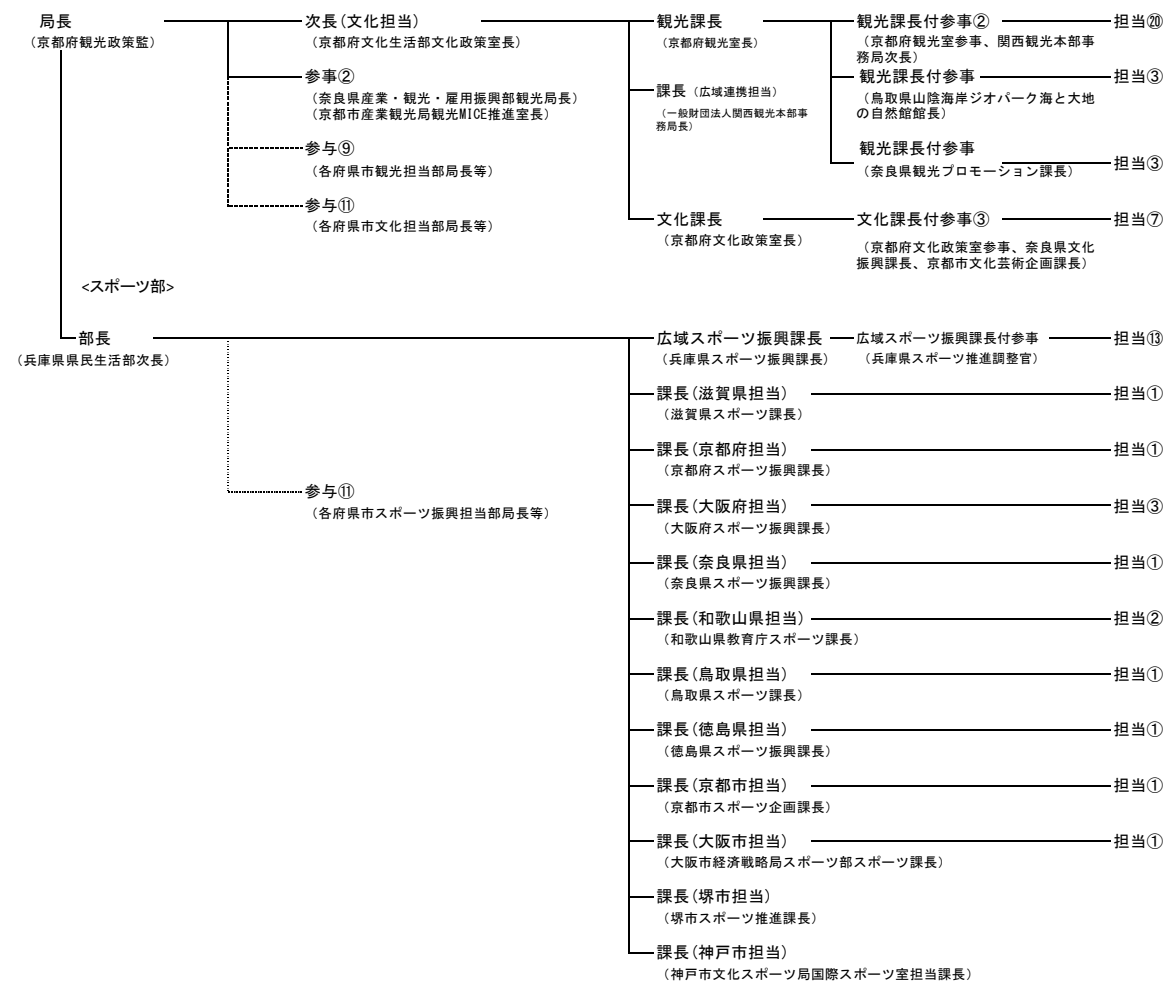 局長
次長(文化担当)
観光課長
観光課長付参事②
担当⑳
(京都府観光政策監)
(京都府文化生活部文化政策室長)
(京都府観光室長)
(京都府観光室参事、関西観光本部事
務局次長)
参事②
(奈良県産業・観光・雇用振興部観光局長)
(京都市産業観光局観光MICE推進室長)
課長(広域連携担当)
(一般財団法人関西観光本部事
務局長)
観光課長付参事
担当③
(鳥取県山陰海岸ジオパーク海と大地
の自然館館長)
参与⑨
(各府県市観光担当部局長等)
観光課長付参事
(奈良県観光プロモーション課長)
担当③
参与⑪
(各府県市文化担当部局長等)
文化課長
(京都府文化政策室長)
文化課長付参事③
担当⑦
(京都府文化政策室参事、奈良県文化
振興課長、京都市文化芸術企画課長)
<スポーツ部>
部長
(兵庫県県民生活部次長)
広域スポーツ振興課長
(兵庫県スポーツ振興課長)
広域スポーツ振興課長付参事
(兵庫県スポーツ推進調整官)
担当⑬
課長(滋賀県担当)
担当①
(滋賀県スポーツ課長)
課長(京都府担当)
担当①
(京都府スポーツ振興課長)
参与⑪
(各府県市スポーツ振興担当部局長等)
課長(大阪府担当)
担当③
(大阪府スポーツ振興課長)
課長(奈良県担当)
担当①
(奈良県スポーツ振興課長)
課長(和歌山県担当)
担当②
(和歌山県教育庁スポーツ課長)
課長(鳥取県担当)
担当①
(鳥取県スポーツ課長)
課長(徳島県担当)
担当①
(徳島県スポーツ振興課長)
課長(京都市担当)
担当①
(京都市スポーツ企画課長)
課長(大阪市担当)
担当①
(大阪市経済戦略局スポーツ部スポーツ課長)
課長(堺市担当)
(堺市スポーツ推進課長)
課長(神戸市担当)
(神戸市文化スポーツ局国際スポーツ室担当課長)